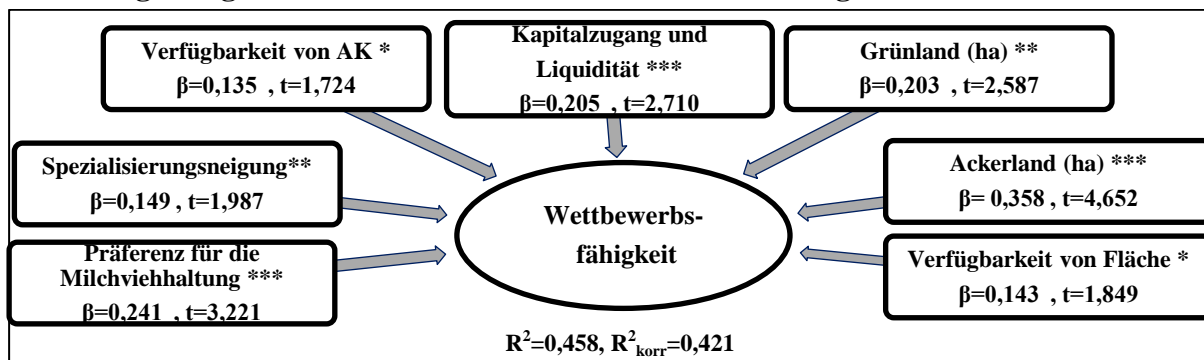 Verfügbarkeit von AK *
β=0,135 , t=1,724
Kapitalzugang und
Liquidität ***
β=0,205 , t=2,710
Grünland (ha) **
β=0,203 , t=2,587
Spezialisierungsneigung**
β=0,149 , t=1,987
Ackerland (ha) ***
β= 0,358 , t=4,652
Wettbewerbs-
fähigkeit
Präferenz für die
Milchviehhaltung ***
β=0,241 , t=3,221
Verfügbarkeit von Fläche *
β=0,143 , t=1,849
R²=0,458, R²korr=0,421